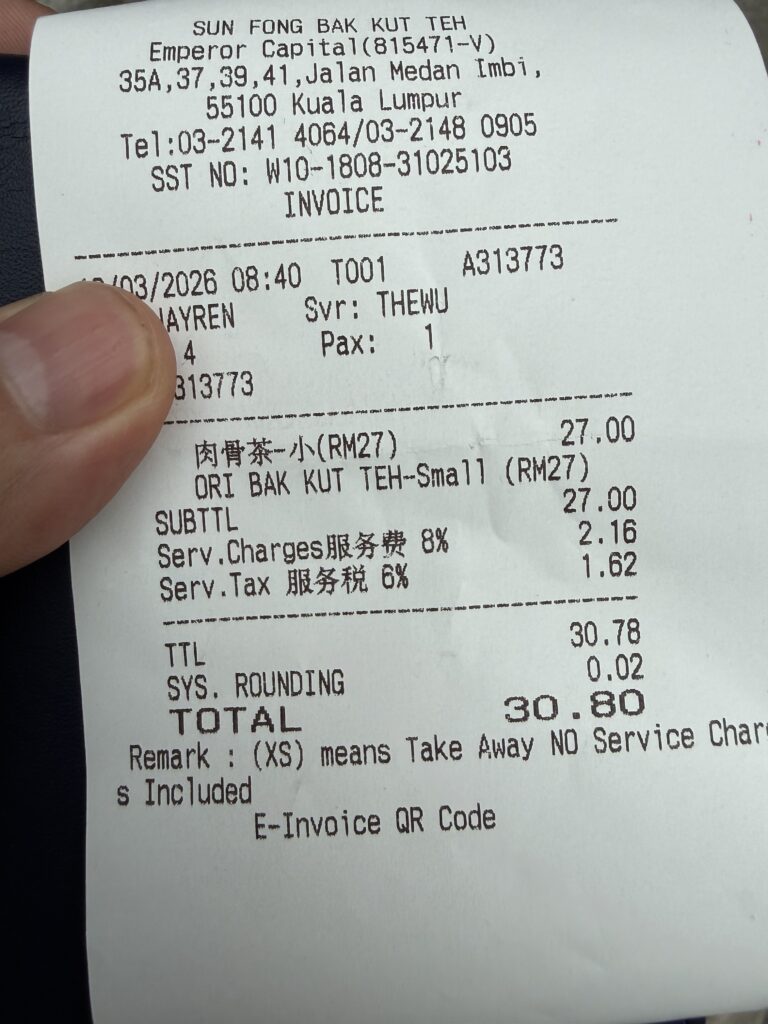 SUN FONG BAK KUT TEH
Emperor Capital(815471-V)
35A,37,39,41,Jalan Medan Imbi,
55100 Kuala Lumpur
Tel:03-2141 4064/03-2148 0905
SST NO: W10-1808-31025103
INVOICE
/03/2026 08:40 T001 A313773
Svr: THEWU
4 Pax: 1
313773
肉骨茶-小(RM27) 27.00
ORI BAK KUT TEH-Small (RM27)
SUBTTL 27.00
Serv.Charges服务费 8% 2.16
Serv.Tax 服务税 6% 1.62
TTL 30.78
SYS. ROUNDING 0.02
TOTAL 30.80
Remark : (XS) means Take Away NO Service Char
s Included
E-Invoice QR Code